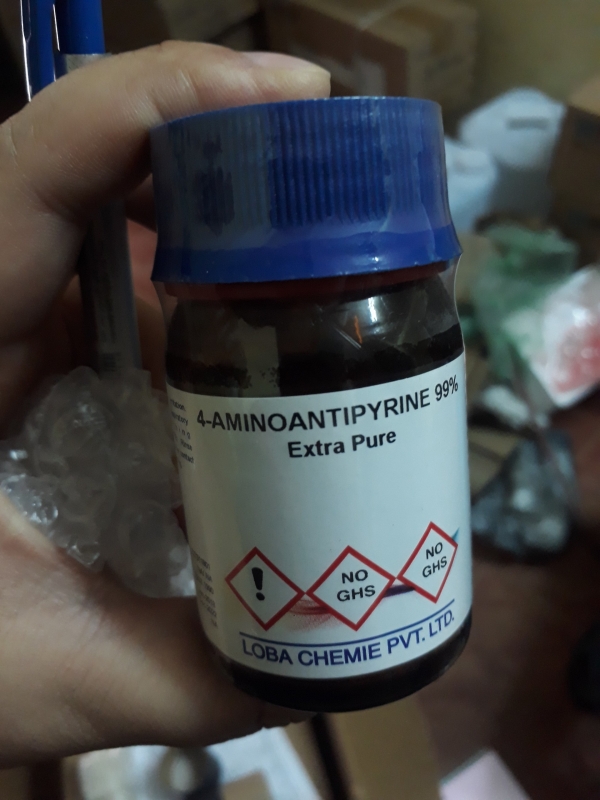 4-AMINOANTIPYRINE 99%
Extra Pure
!
NO
GHS
NO
GHS
LOBA CHEMIE PVT. LTD.